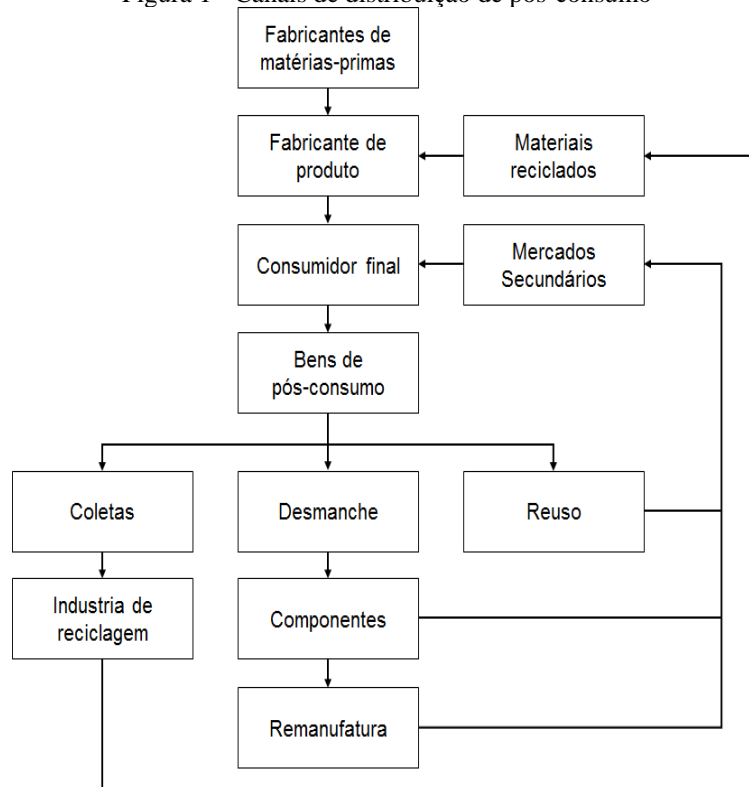 Figura 1 - Canais de distribuição de pós-consumo
Fabricantes de
matérias-primas
Fabricante de
produto
Materiais
reciclados
Consumidor final
Mercados
Secundários
Bens de
pós-consumo
Coletas
Desmanche
Reuso
Industria de
reciclagem
Componentes
Remanufatura